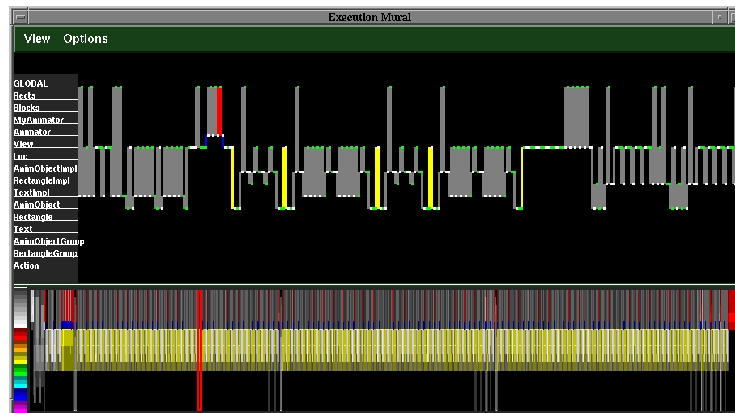 Execution Mural
View Options
GLOBAL
Rects
Blocks
MyAnimator
Animator
View
AnimObjectImpl
RectangleImpl
TextImpl
AnimObject
Rectangle
Text
AnimObjectGroup
RectangleGroup
Action